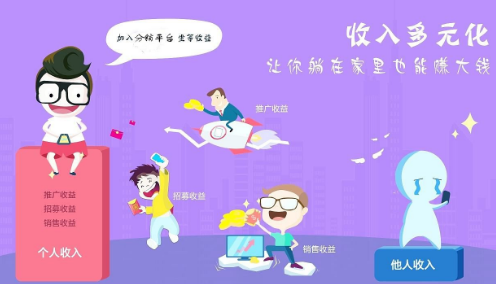 收入多元化
让你躺在家里也能赚大钱
加入分销平台 坐等收益
推广收益
招募收益
销售收益
推广收益
招募收益
销售收益
个人收入
他人收入